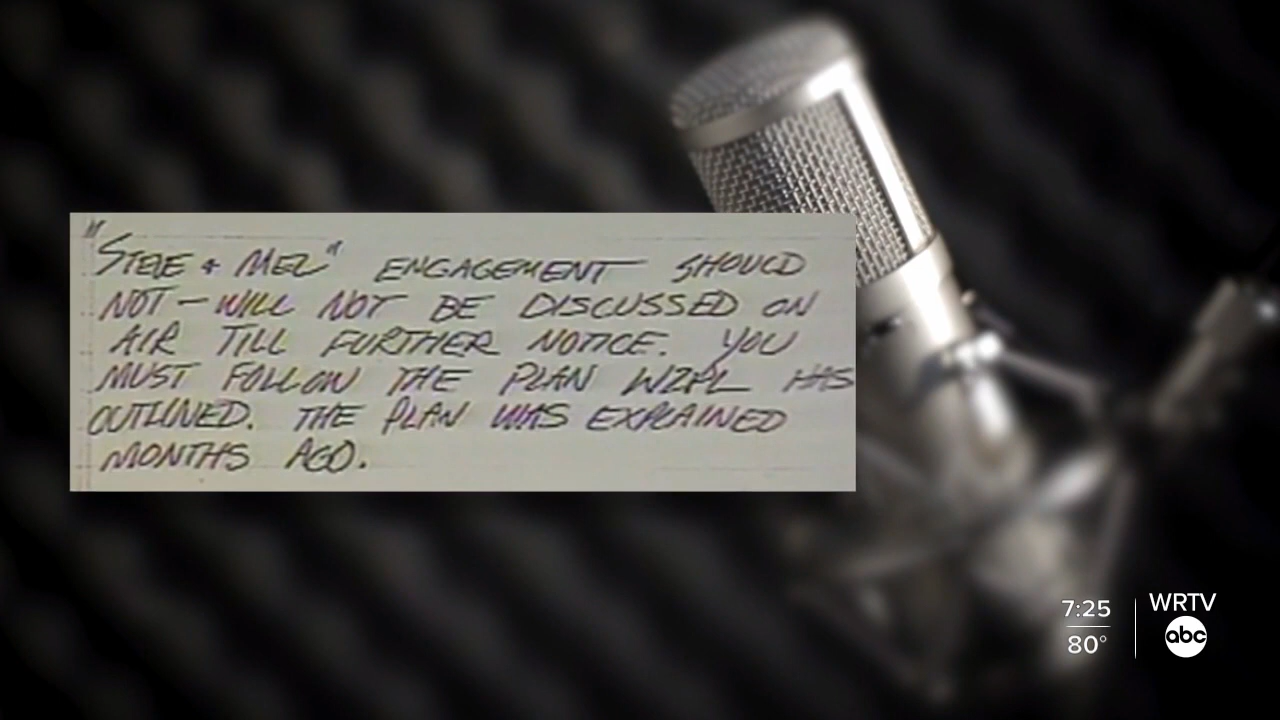 "STEVE & MEL" ENGAGEMENT SHOULD
NOT - WILL NOT BE DISCUSSED ON
AIR TILL FURTHER NOTICE. YOU
MUST FOLLOW THE PLAN WZPL HAS
OUTLINED. THE PLAN WAS EXPLAINED
MONTHS AGO.
7:25
80°
WRTV
abc